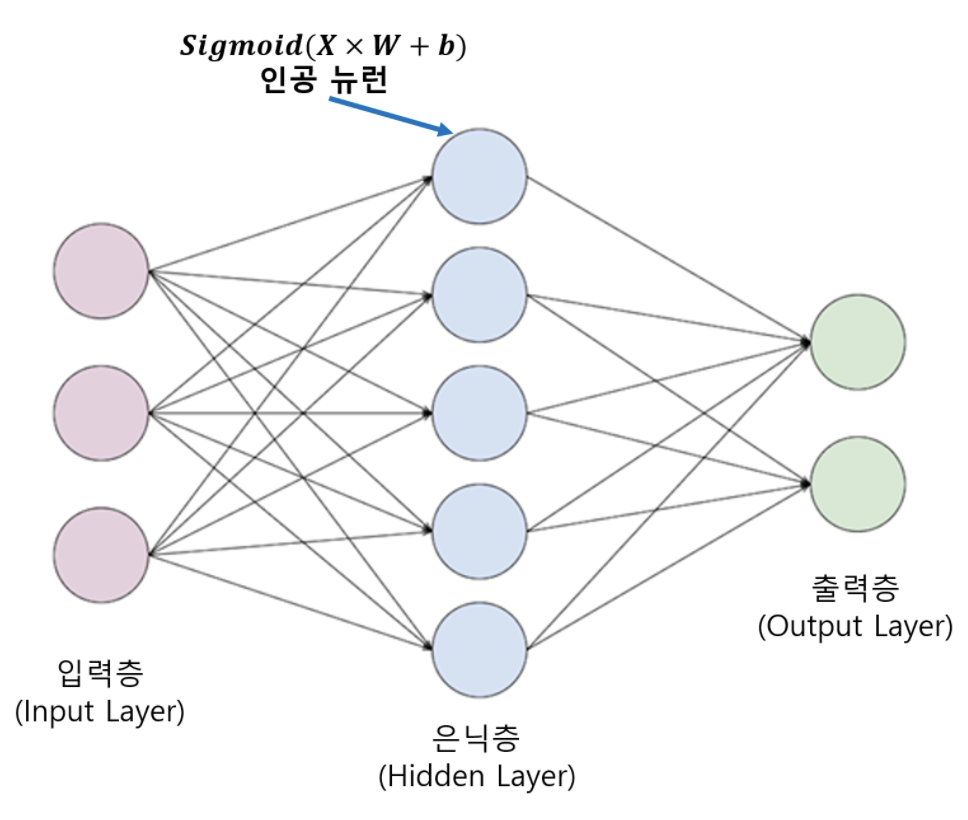 Sigmoid(X × W + b)
인공 뉴런
출력층
(Output Layer)
입력층
(Input Layer)
은닉층
(Hidden Layer)